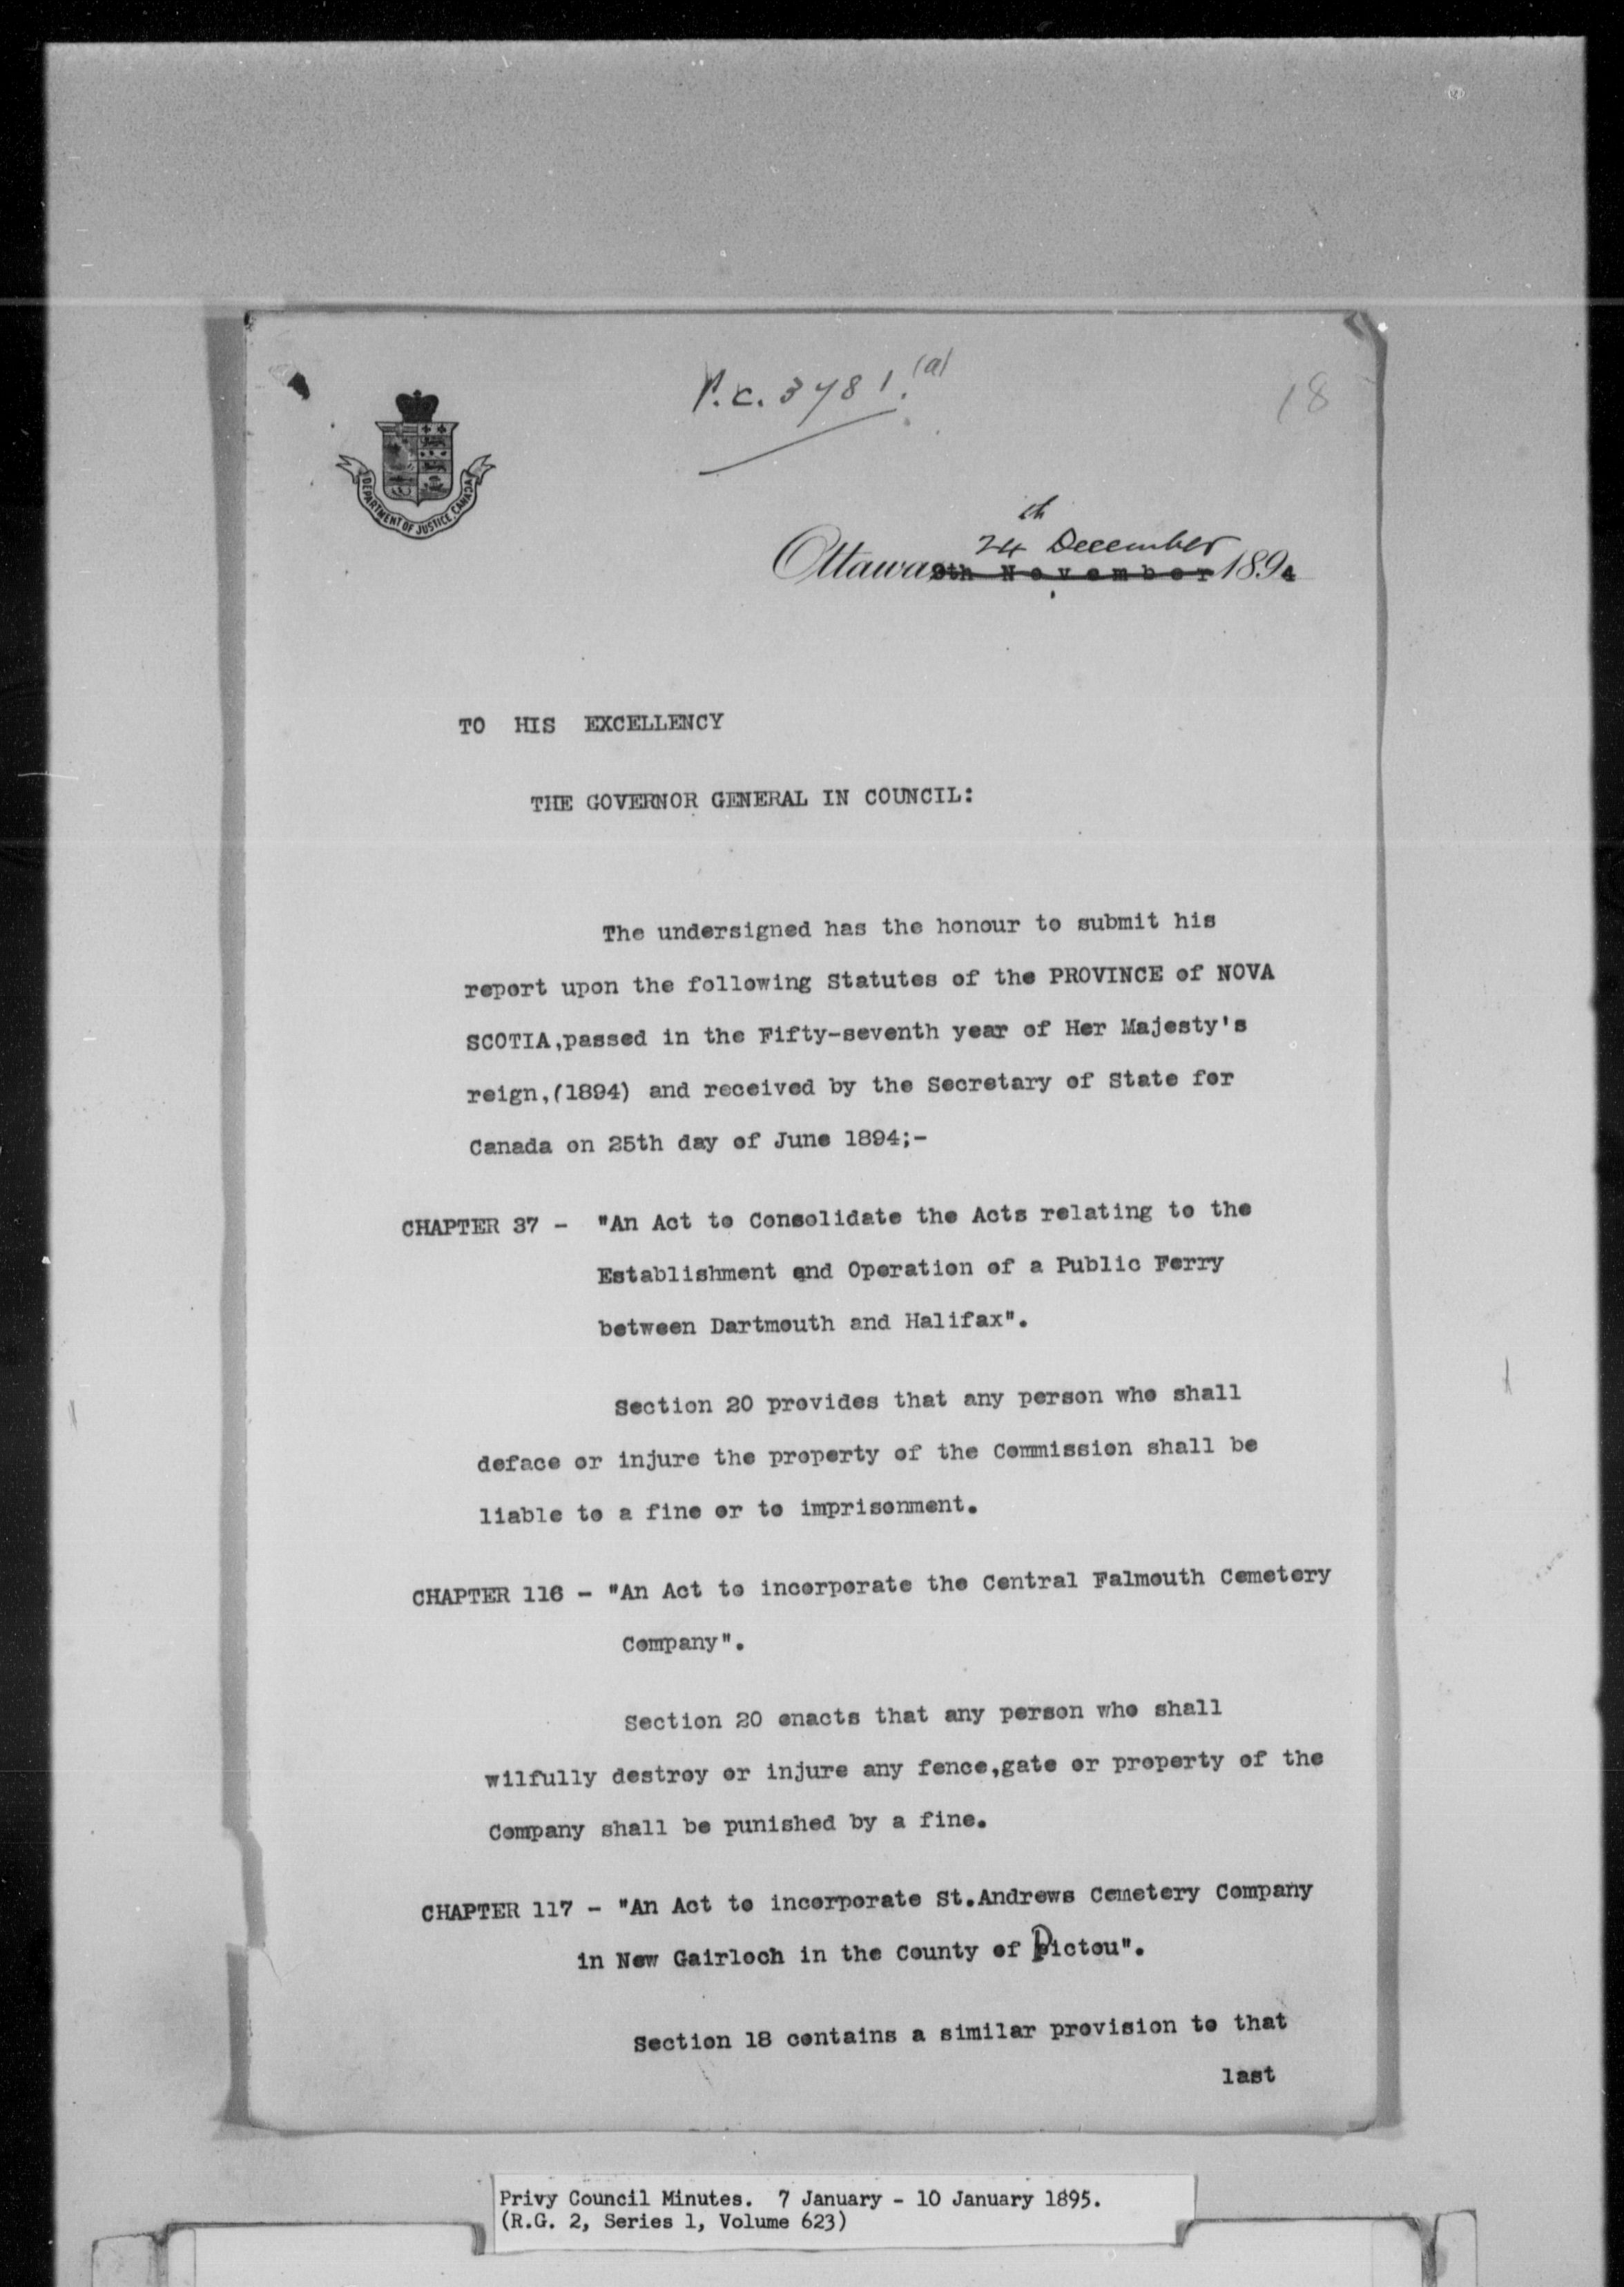 P.C. 3781.(a)
18
DEPARTMENT OF JUSTICE, CANADA
24th December
Ottawa 9th November 1894
TO HIS EXCELLENCY
THE GOVERNOR GENERAL IN COUNCIL:
The undersigned has the honour to submit his
report upon the following Statutes of the PROVINCE of NOVA
SCOTIA,passed in the Fifty-seventh year of Her Majesty's
reign,(1894) and received by the Secretary of State for
Canada on 25th day of June 1894;-
CHAPTER 37 - "An Act to Consolidate the Acts relating to the
Establishment and Operation of a Public Ferry
between Dartmouth and Halifax".
Section 20 provides that any person who shall
deface or injure the property of the Commission shall be
liable to a fine or to imprisonment.
CHAPTER 116 - "An Act to incorporate the Central Falmouth Cemetery
Company".
Section 20 enacts that any person who shall
wilfully destroy or injure any fence,gate or property of the
Company shall be punished by a fine.
CHAPTER 117 - "An Act to incorporate St.Andrews Cemetery Company
in New Gairloch in the County of Pictou".
Section 18 contains a similar provision to that
last
Privy Council Minutes. 7 January - 10 January 1895.
(R.G. 2, Series 1, Volume 623)